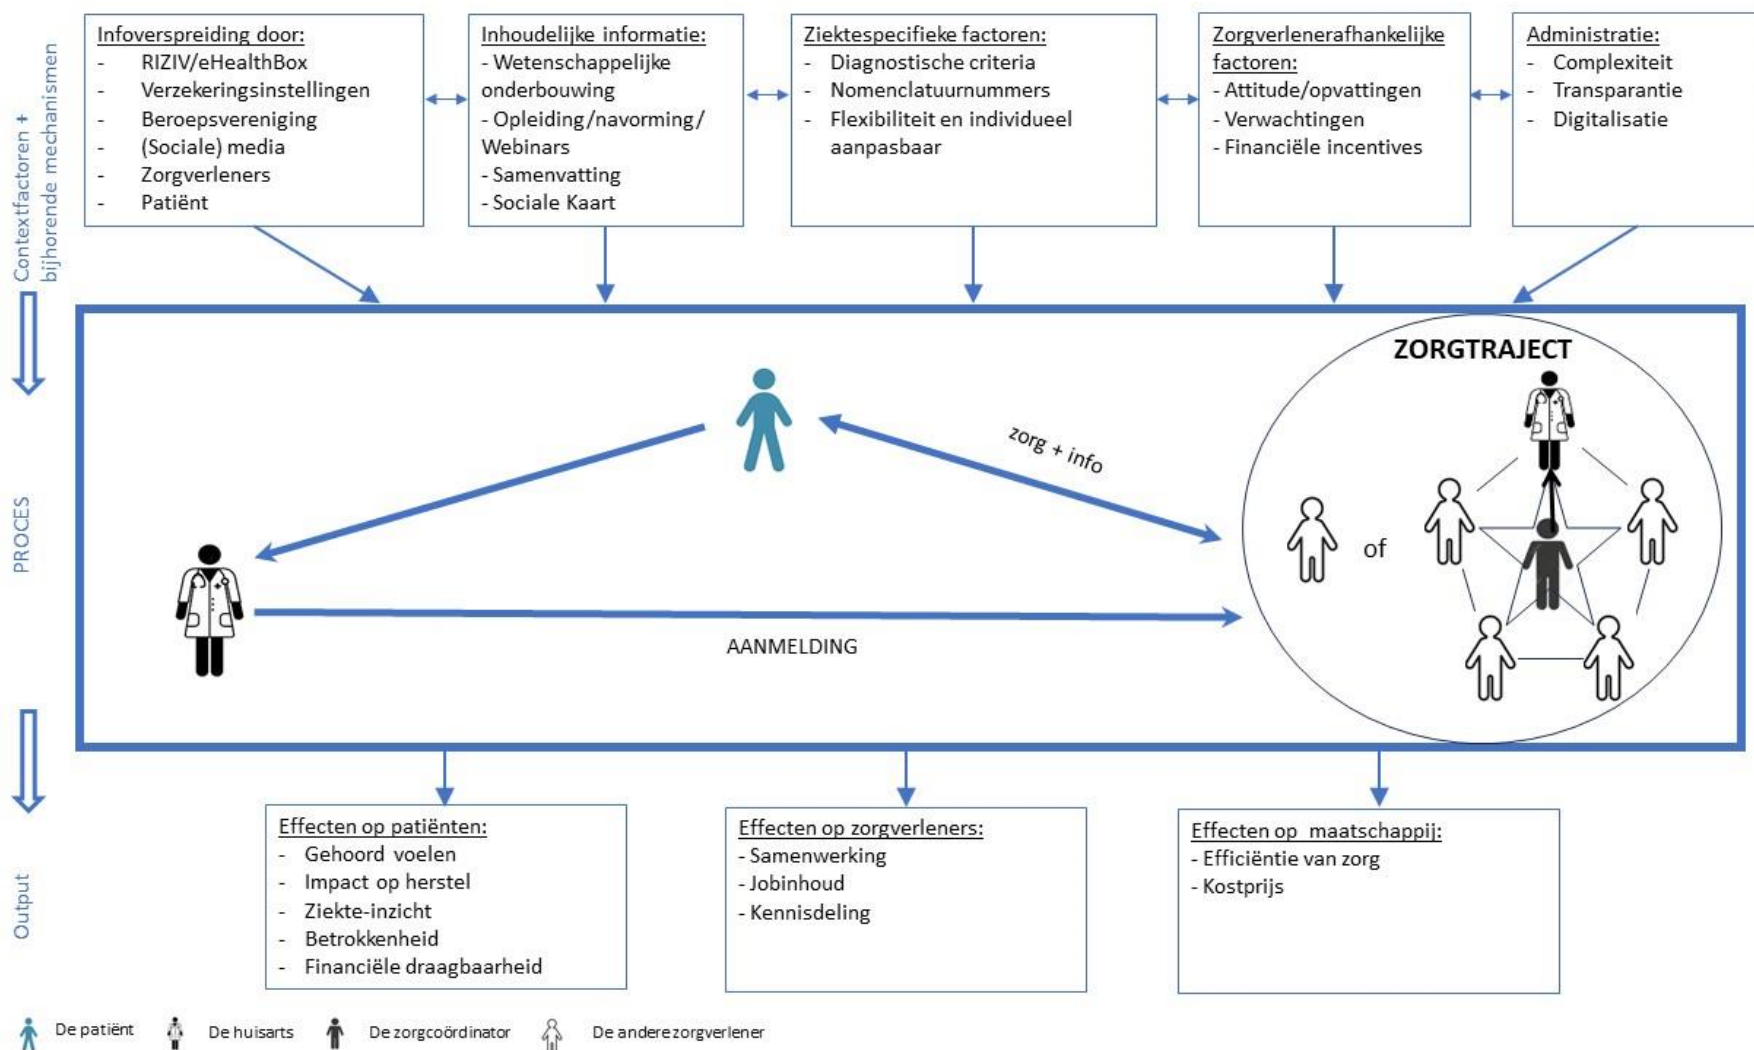 Contextfactoren +
bijhorende mechanismen
Infoverspreiding door:
- RIZIV/eHealthBox
- Verzekeringsinstellingen
- Beroepsvereniging
- (Sociale) media
- Zorgverleners
- Patiënt
Inhoudelijke informatie:
- Wetenschappelijke
onderbouwing
- Opleiding/navorming/
Webinars
- Samenvatting
- Sociale Kaart
Ziektespecifieke factoren:
- Diagnostische criteria
- Nomenclatuurnummers
- Flexibiliteit en individueel
aanpasbaar
Zorgverlenerafhankelijke
factoren:
- Attitude/opvattingen
- Verwachtingen
- Financiële incentives
Administratie:
- Complexiteit
- Transparantie
- Digitalisatie
PROCES
ZORGTRAJECT
zorg + info
of
AANMELDING
Output
Effecten op patiënten:
- Gehoord voelen
- Impact op herstel
- Ziekte-inzicht
- Betrokkenheid
- Financiële draagbaarheid
Effecten op zorgverleners:
- Samenwerking
- Jobinhoud
- Kennisdeling
Effecten op maatschappij:
- Efficiëntie van zorg
- Kostprijs
De patiënt
De huisarts
De zorgcoördinator
De andere zorgverlener